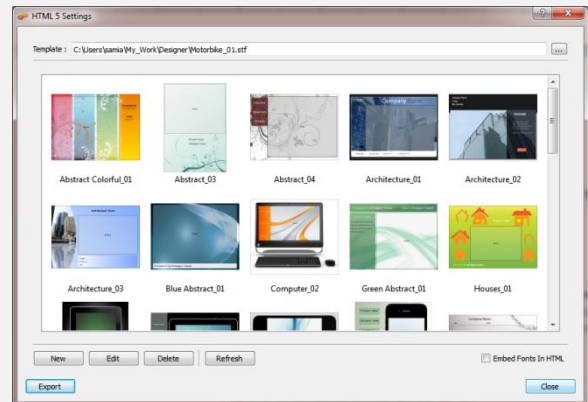 HTML 5 Settings
Template : C:\Users\samia\My_Work\Designer\Motorbike_01.stf
...
Company
Abstract Colorful_01 Abstract_03 Abstract_04 Architecture_01 Architecture_02
Architecture_03 Blue Abstract_01 Computer_02 Green Abstract_01 Houses_01
New Edit Delete Refresh Embed Fonts In HTML
Export Close